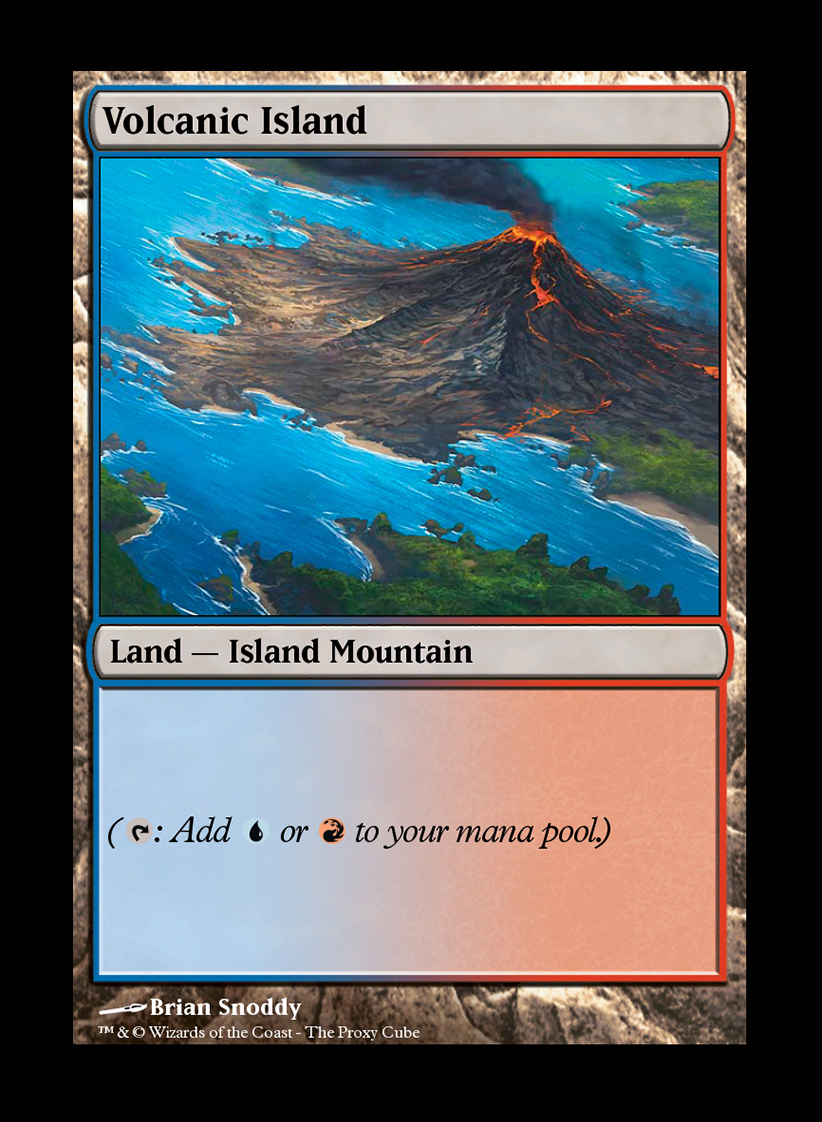 Volcanic Island
Land — Island Mountain
( : Add or to your mana pool.)
Brian Snoddy
™ & © Wizards of the Coast - The Proxy Cube